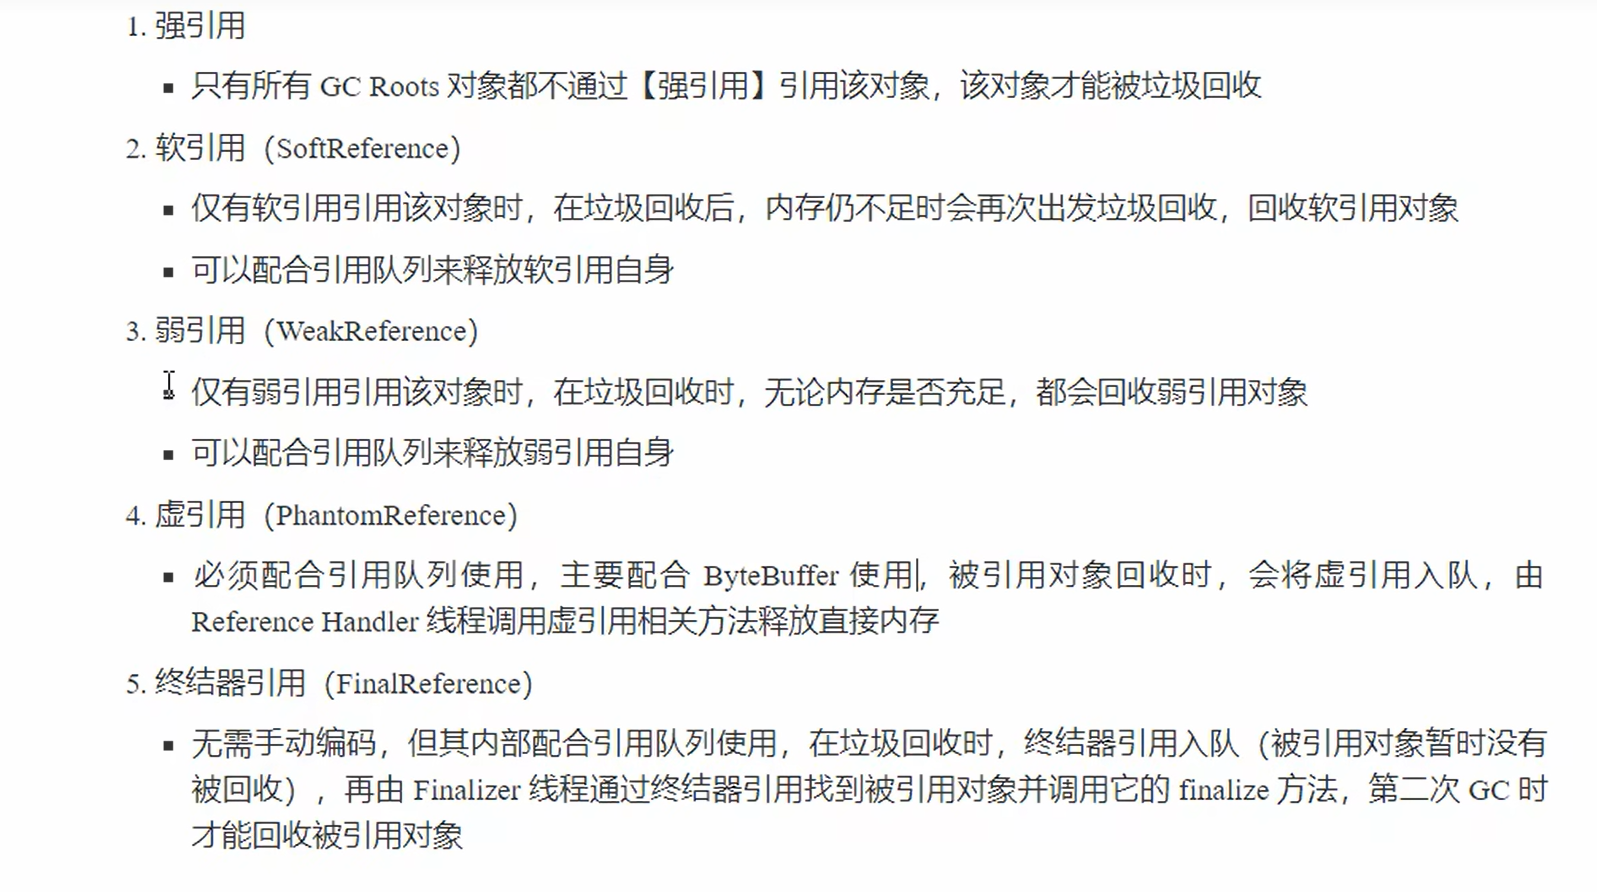 1. 强引用
▪ 只有所有 GC Roots 对象都不通过【强引用】引用该对象，该对象才能被垃圾回收
2. 软引用（SoftReference）
▪ 仅有软引用引用该对象时，在垃圾回收后，内存仍不足时会再次出发垃圾回收，回收软引用对象
▪ 可以配合引用队列来释放软引用自身
3. 弱引用（WeakReference）
仅有弱引用引用该对象时，在垃圾回收时，无论内存是否充足，都会回收弱引用对象
▪ 可以配合引用队列来释放弱引用自身
4. 虚引用（PhantomReference）
▪ 必须配合引用队列使用，主要配合 ByteBuffer 使用，被引用对象回收时，会将虚引用入队，由
Reference Handler 线程调用虚引用相关方法释放直接内存
5. 终结器引用（FinalReference）
▪ 无需手动编码，但其内部配合引用队列使用，在垃圾回收时，终结器引用入队（被引用对象暂时没有
被回收），再由 Finalizer 线程通过终结器引用找到被引用对象并调用它的 finalize 方法，第二次 GC 时
才能回收被引用对象